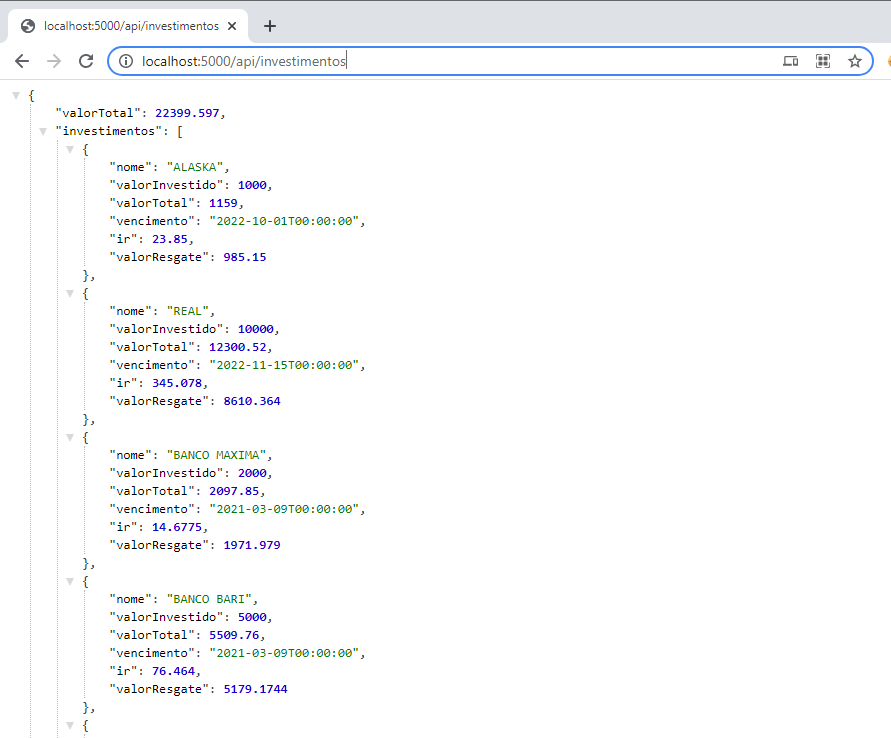 localhost:5000/api/investimentos
localhost:5000/api/investimentos
{
"valorTotal": 22399.597,
"investimentos": [
{
"nome": "ALASKA",
"valorInvestido": 1000,
"valorTotal": 1159,
"vencimento": "2022-10-01T00:00:00",
"ir": 23.85,
"valorResgate": 985.15
},
{
"nome": "REAL",
"valorInvestido": 10000,
"valorTotal": 12300.52,
"vencimento": "2022-11-15T00:00:00",
"ir": 345.078,
"valorResgate": 8610.364
},
{
"nome": "BANCO MAXIMA",
"valorInvestido": 2000,
"valorTotal": 2097.85,
"vencimento": "2021-03-09T00:00:00",
"ir": 14.6775,
"valorResgate": 1971.979
},
{
"nome": "BANCO BARI",
"valorInvestido": 5000,
"valorTotal": 5509.76,
"vencimento": "2021-03-09T00:00:00",
"ir": 76.464,
"valorResgate": 5179.1744
},
{